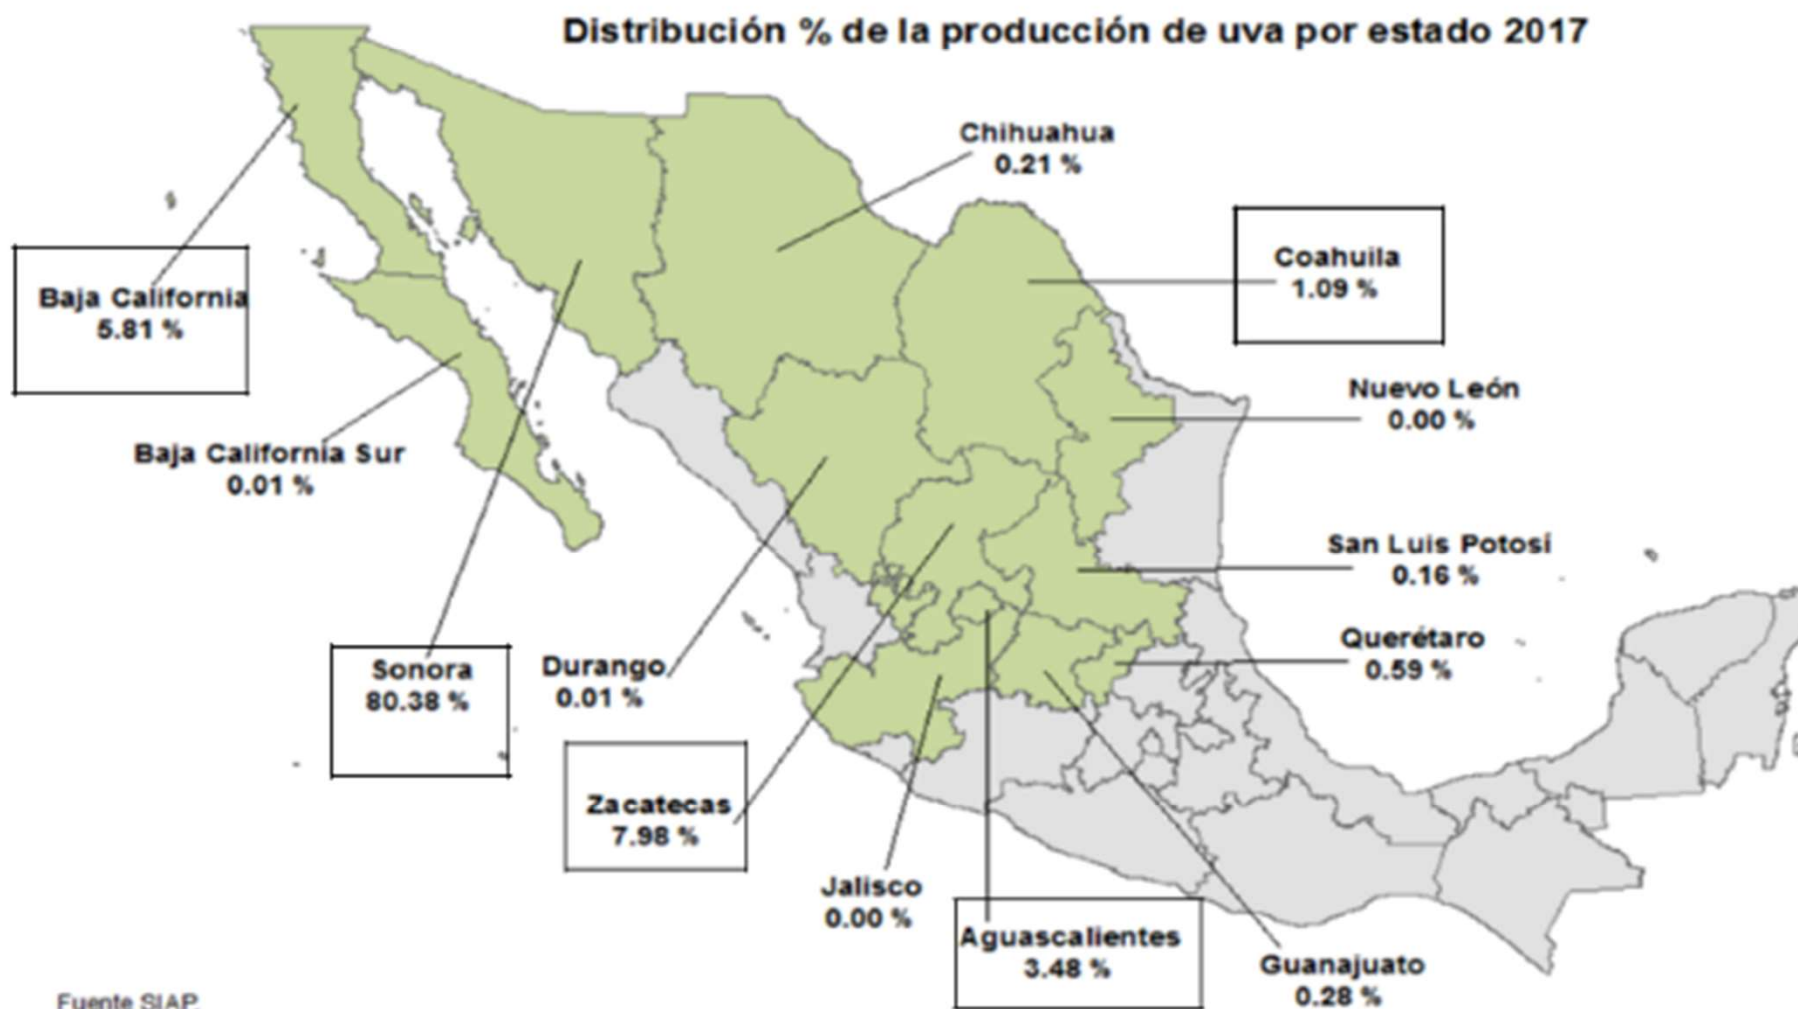 Distribución % de la producción de uva por estado 2017
Chihuahua
0.21 %
Coahuila
1.09 %
Baja California
5.81 %
Nuevo León
0.00 %
Baja California Sur
0.01 %
San Luis Potosí
0.16 %
Querétaro
0.59 %
Sonora
80.38 %
Durango
0.01 %
Zacatecas
7.98 %
Jalisco
0.00 %
Aguascalientes
3.48 %
Guanajuato
0.28 %
Fuente SIAP.